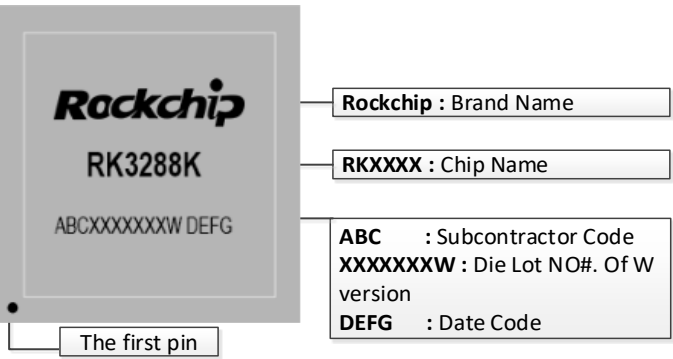 Rockchip
RK3288K
ABCXXXXXXXW DEFG
Rockchip : Brand Name
RKXXXX : Chip Name
ABC : Subcontractor Code
XXXXXXXW : Die Lot NO#. Of W
version
DEFG : Date Code
The first pin